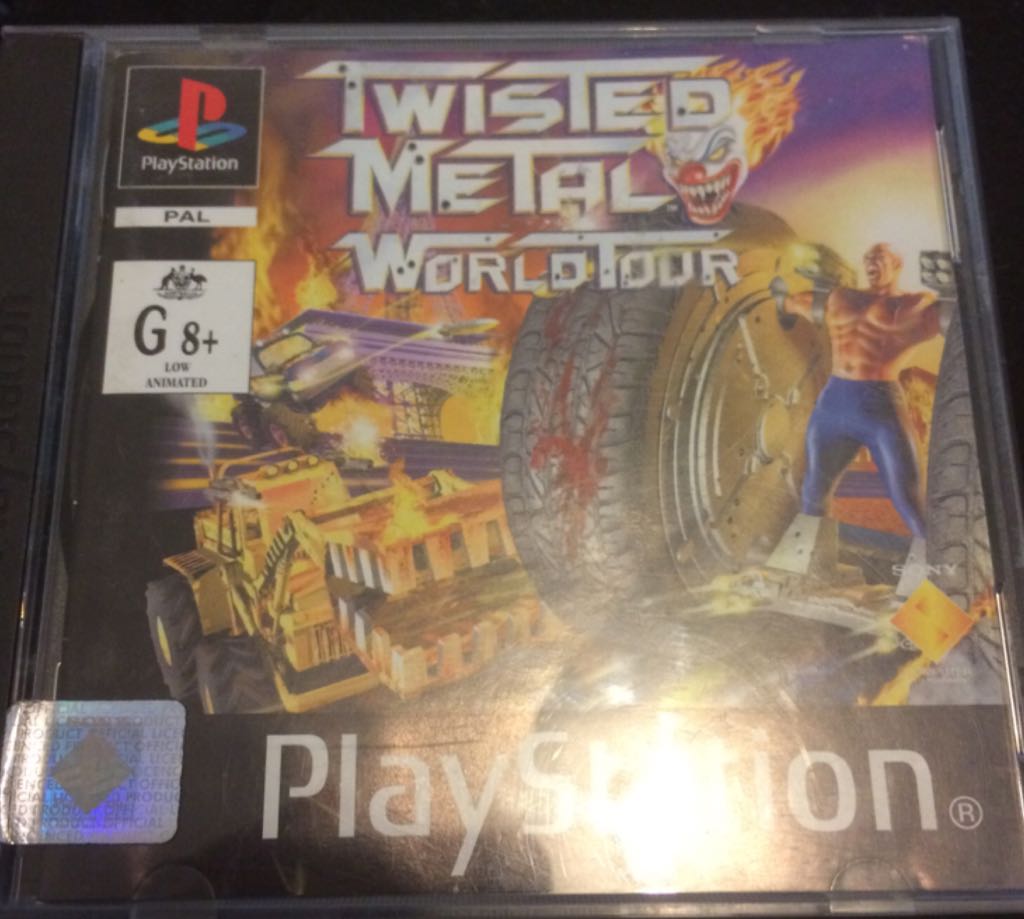 TWISTED
METAL
WORLD TOUR
PlayStation
PAL
G 8+
LOW
ANIMATED
SONY
PlayStation®